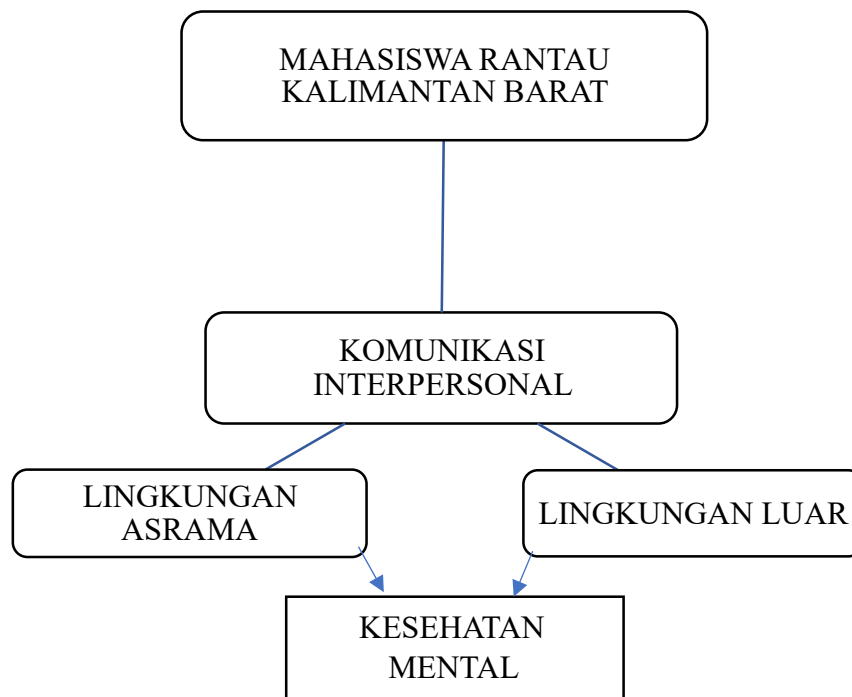 MAHASISWA RANTAU
KALIMANTAN BARAT
KOMUNIKASI
INTERPERSONAL
LINGKUNGAN
ASRAMA
LINGKUNGAN LUAR
KESEHATAN
MENTAL